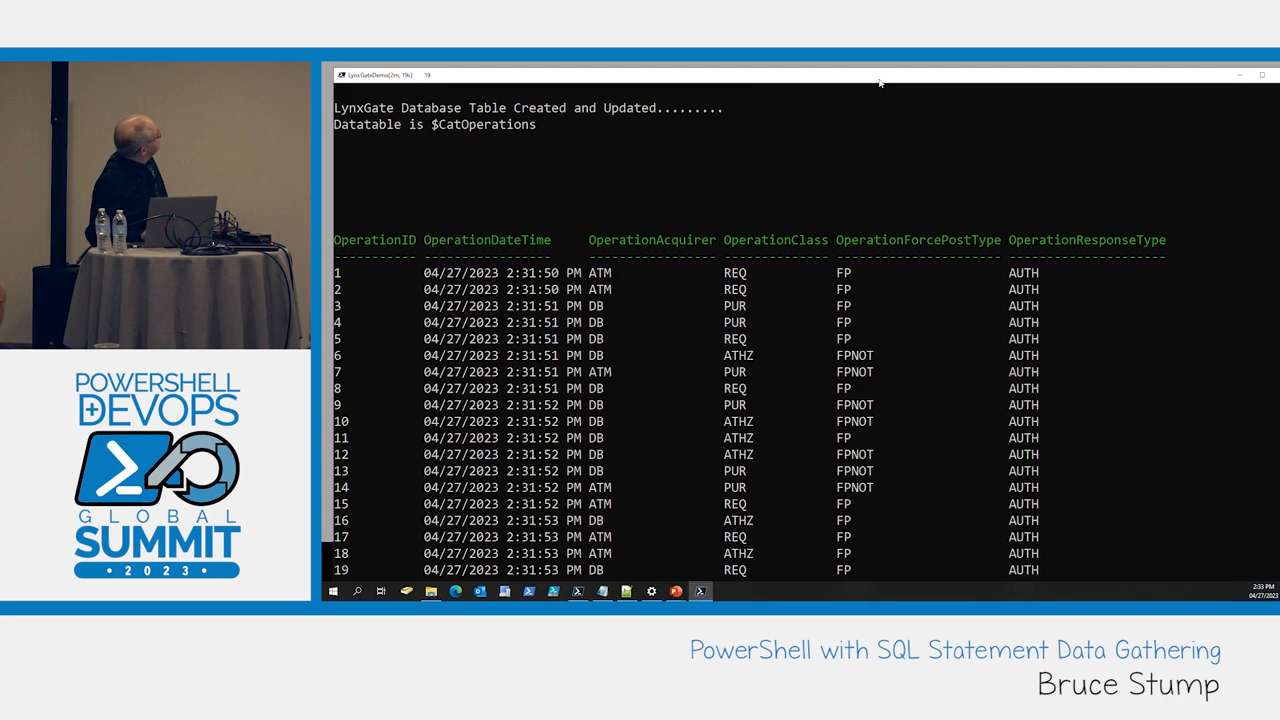 LynxGateDemo[2m, 19s] 19
LynxGate Database Table Created and Updated.........
Datatable is $CatOperations
OperationID OperationDateTime OperationAcquirer OperationClass OperationForcePostType OperationResponseType
----------- ----------------- ----------------- -------------- ---------------------- ---------------------
1 04/27/2023 2:31:50 PM ATM REQ FP AUTH
2 04/27/2023 2:31:50 PM ATM REQ FP AUTH
3 04/27/2023 2:31:51 PM DB PUR FP AUTH
4 04/27/2023 2:31:51 PM DB PUR FP AUTH
5 04/27/2023 2:31:51 PM DB REQ FP AUTH
6 04/27/2023 2:31:51 PM DB ATHZ FPNOT AUTH
7 04/27/2023 2:31:51 PM ATM PUR FPNOT AUTH
8 04/27/2023 2:31:51 PM DB REQ FP AUTH
9 04/27/2023 2:31:52 PM DB PUR FPNOT AUTH
10 04/27/2023 2:31:52 PM DB ATHZ FPNOT AUTH
11 04/27/2023 2:31:52 PM DB ATHZ FP AUTH
12 04/27/2023 2:31:52 PM DB ATHZ FPNOT AUTH
13 04/27/2023 2:31:52 PM DB PUR FPNOT AUTH
14 04/27/2023 2:31:52 PM ATM PUR FPNOT AUTH
15 04/27/2023 2:31:52 PM ATM REQ FP AUTH
16 04/27/2023 2:31:53 PM DB ATHZ FP AUTH
17 04/27/2023 2:31:53 PM ATM REQ FP AUTH
18 04/27/2023 2:31:53 PM ATM ATHZ FP AUTH
19 04/27/2023 2:31:53 PM DB REQ FP AUTH
2:33 PM
04/27/2023
POWERSHELL
+DEVOPS
GLOBAL
SUMMIT
• 2023 •
PowerShell with SQL Statement Data Gathering
Bruce Stump